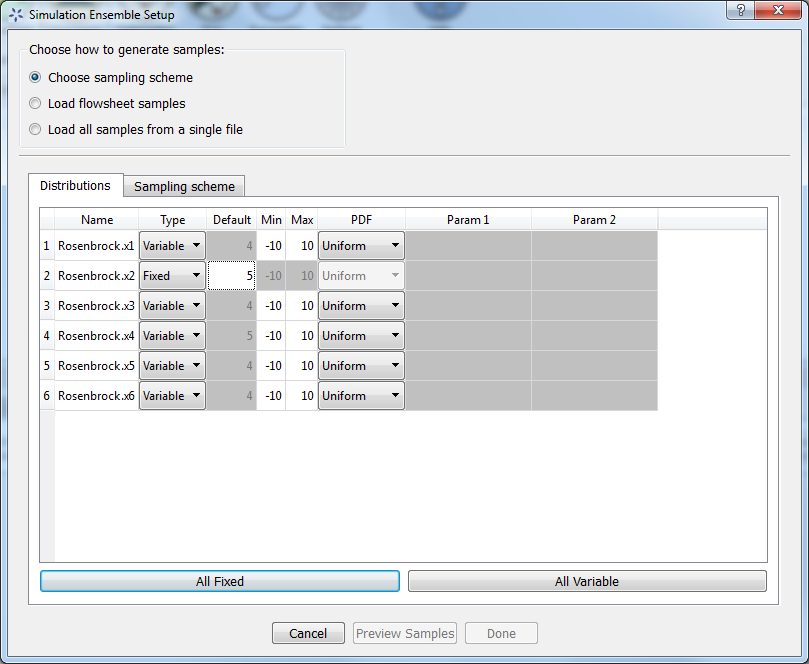 Simulation Ensemble Setup
?
Choose how to generate samples:
Choose sampling scheme
Load flowsheet samples
Load all samples from a single file
Distributions Sampling scheme
Name Type Default Min Max PDF Param 1 Param 2
1 Rosenbrock.x1 Variable 4 -10 10 Uniform
2 Rosenbrock.x2 Fixed 5 -10 10 Uniform
3 Rosenbrock.x3 Variable 4 -10 10 Uniform
4 Rosenbrock.x4 Variable 5 -10 10 Uniform
5 Rosenbrock.x5 Variable 4 -10 10 Uniform
6 Rosenbrock.x6 Variable 4 -10 10 Uniform
All Fixed All Variable
Cancel Preview Samples Done